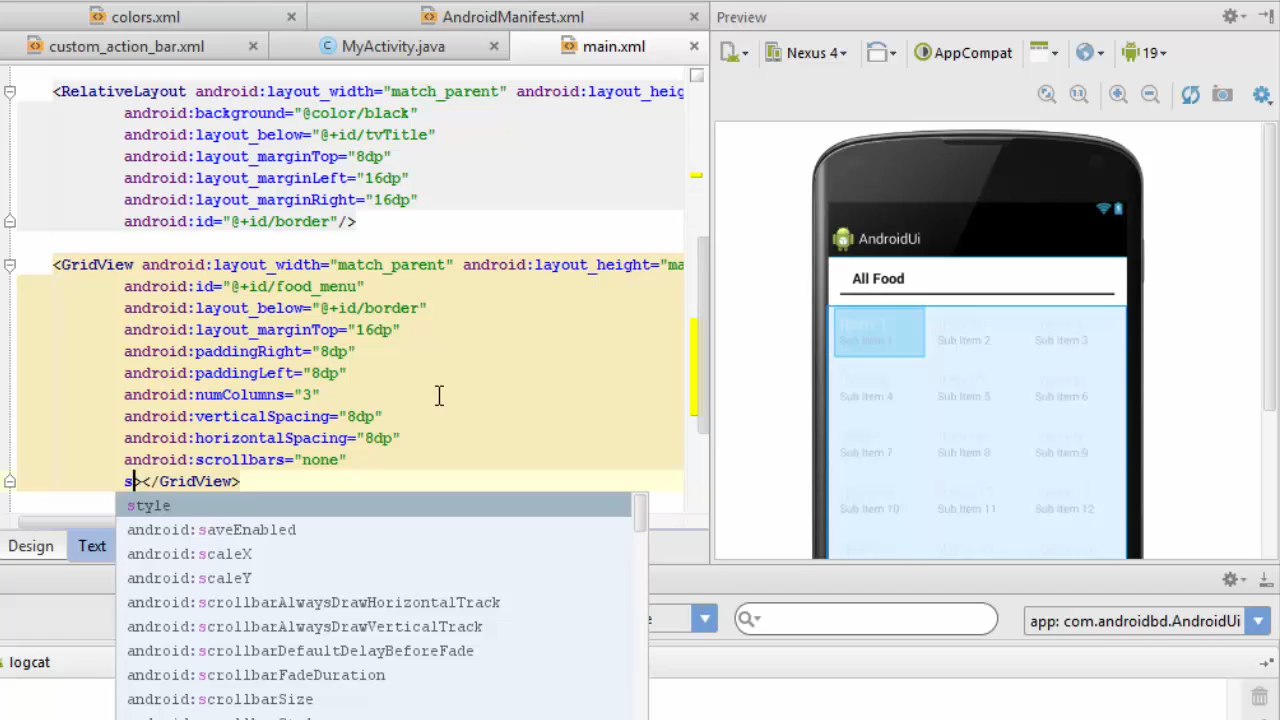 colors.xml
AndroidManifest.xml
Preview
custom_action_bar.xml
MyActivity.java
main.xml
Nexus 4
AppCompat
19
<RelativeLayout android:layout_width="match_parent" android:layout_heig
android:background="@color/black"
android:layout_below="@+id/tvTitle"
android:layout_marginTop="8dp"
android:layout_marginLeft="16dp"
android:layout_marginRight="16dp"
android:id="@+id/border"/>
<GridView android:layout_width="match_parent" android:layout_height="ma
android:id="@+id/food_menu"
android:layout_below="@+id/border"
android:layout_marginTop="16dp"
android:paddingRight="8dp"
android:paddingLeft="8dp"
android:numColumns="3"
android:verticalSpacing="8dp"
android:horizontalSpacing="8dp"
android:scrollbars="none"
s></GridView>
style
android:saveEnabled
android:scaleX
android:scaleY
android:scrollbarAlwaysDrawHorizontalTrack
android:scrollbarAlwaysDrawVerticalTrack
android:scrollbarDefaultDelayBeforeFade
android:scrollbarFadeDuration
android:scrollbarSize
Design
Text
AndroidUi
All Food
Sub Item 1 Sub Item 2 Sub Item 3
Sub Item 4 Sub Item 5 Sub Item 6
Sub Item 7 Sub Item 8 Sub Item 9
Sub Item 10 Sub Item 11 Sub Item 12
e
app: com.androidbd.AndroidUi
logcat